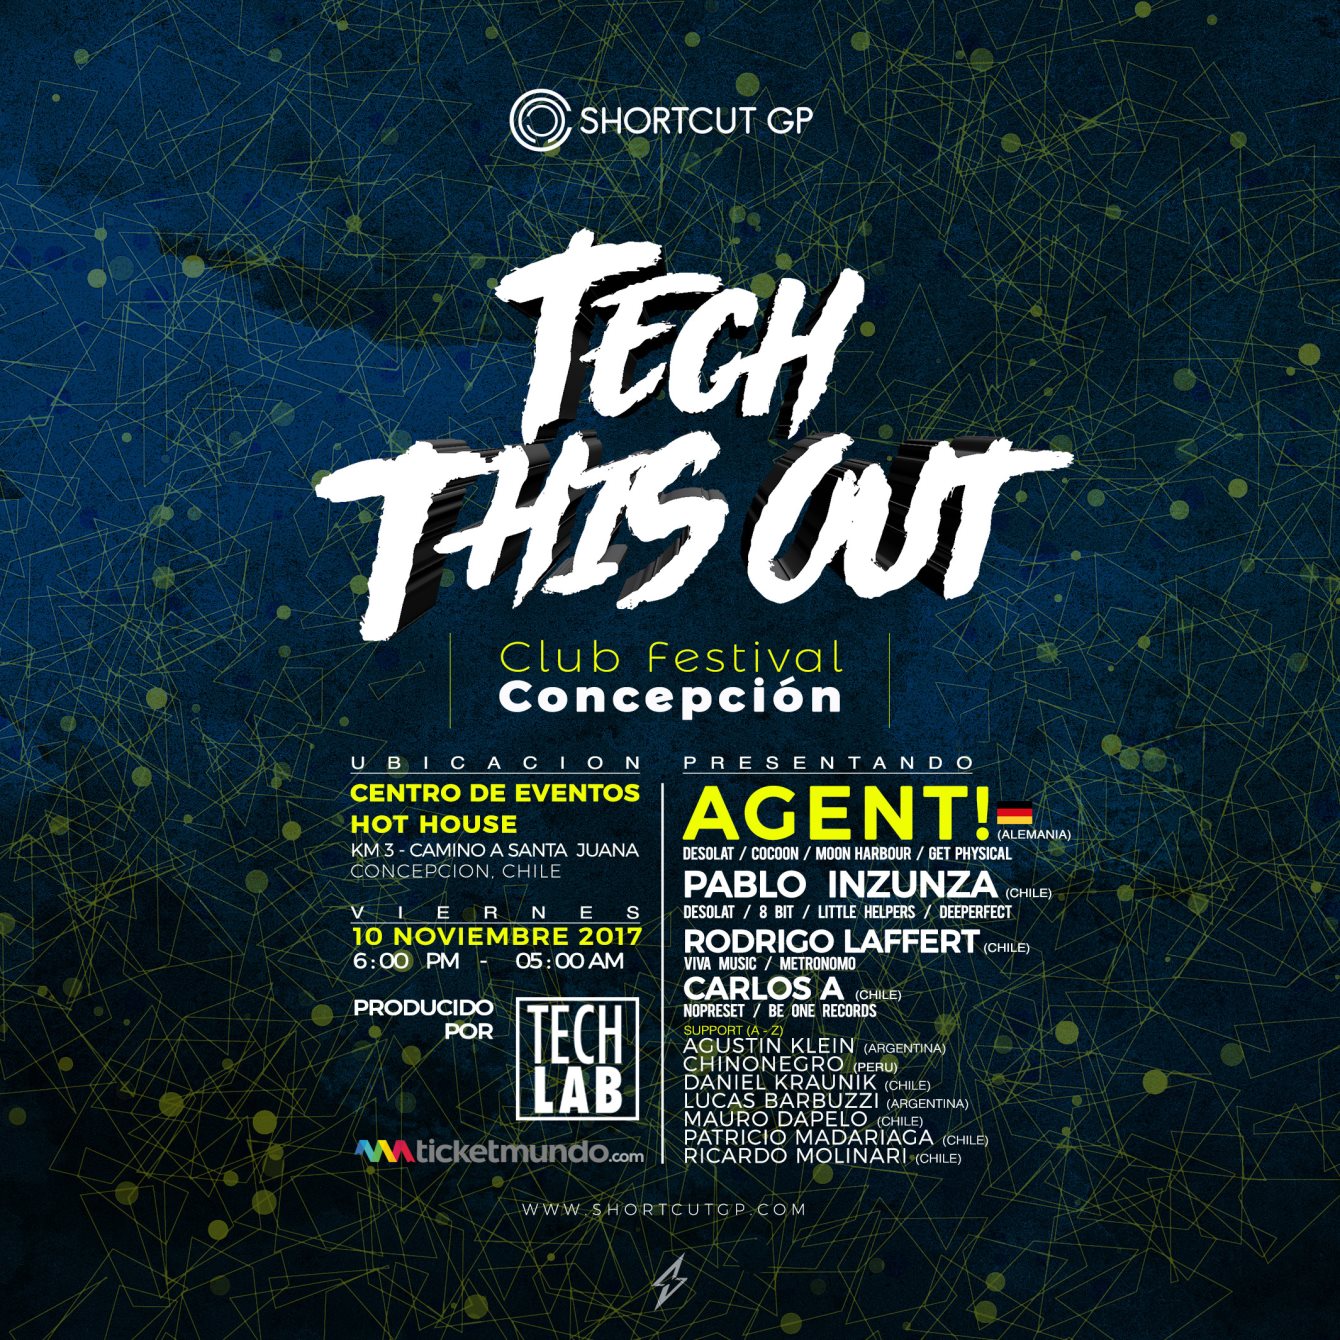 SHORTCUT GP
TECH
THIS OUT
Club Festival
Concepción
UBICACION
CENTRO DE EVENTOS
HOT HOUSE
KM 3 - CAMINO A SANTA JUANA
CONCEPCION, CHILE
VIERNES
10 NOVIEMBRE 2017
6:00 PM - 05:00 AM
PRODUCIDO
POR
TECH
LAB
ticketmundo.com
PRESENTANDO
AGENT! (ALEMANIA)
DESOLAT / COCOON / MOON HARBOUR / GET PHYSICAL
PABLO INZUNZA (CHILE)
DESOLAT / 8 BIT / LITTLE HELPERS / DEEPERFECT
RODRIGO LAFFERT (CHILE)
VIVA MUSIC / METRONOMO
CARLOS A (CHILE)
NOPRESET / BE ONE RECORDS
SUPPORT (A - Z)
AGUSTIN KLEIN (ARGENTINA)
CHINONEGRO (PERU)
DANIEL KRAUNIK (CHILE)
LUCAS BARBUZZI (ARGENTINA)
MAURO DAPELO (CHILE)
PATRICIO MADARIAGA (CHILE)
RICARDO MOLINARI (CHILE)
WWW.SHORTCUTGP.COM